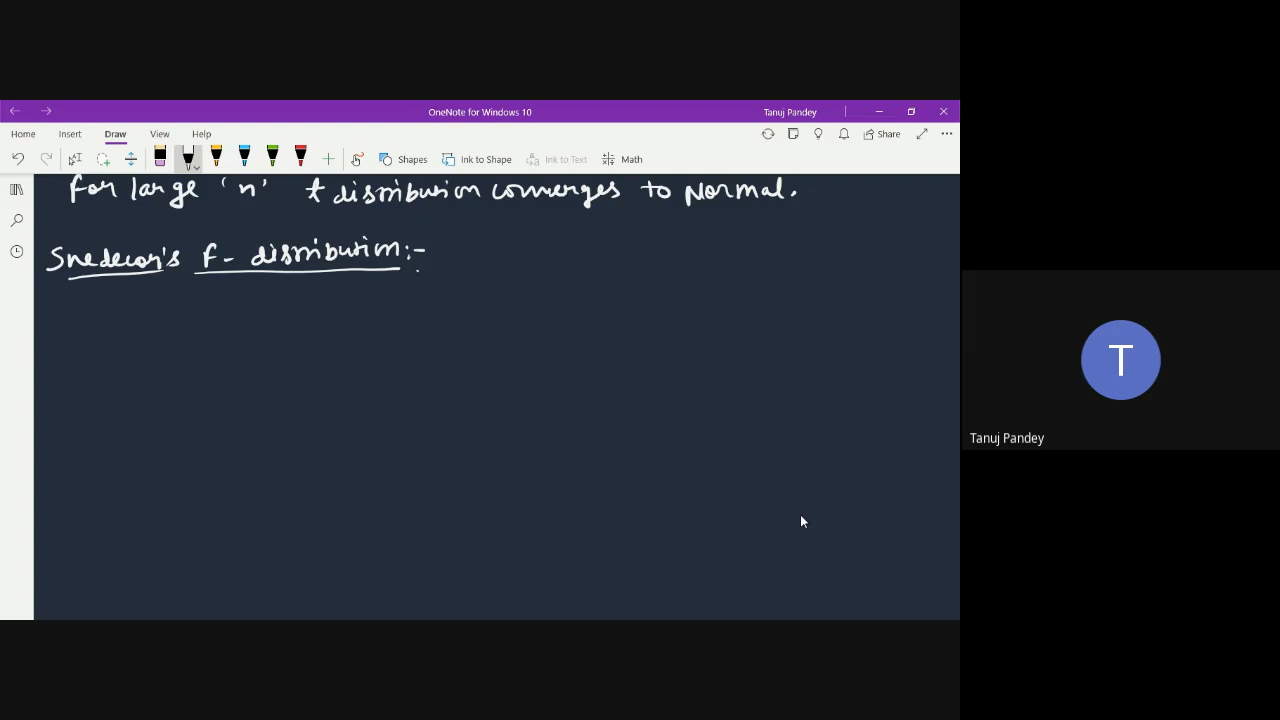 OneNote for Windows 10
Tanuj Pandey
Home Insert Draw View Help
Share
Shapes Ink to Shape Ink to Text Math
for large 'n' t distribution converges to Normal.
Snedecor's F- distribution:-
T
Tanuj Pandey